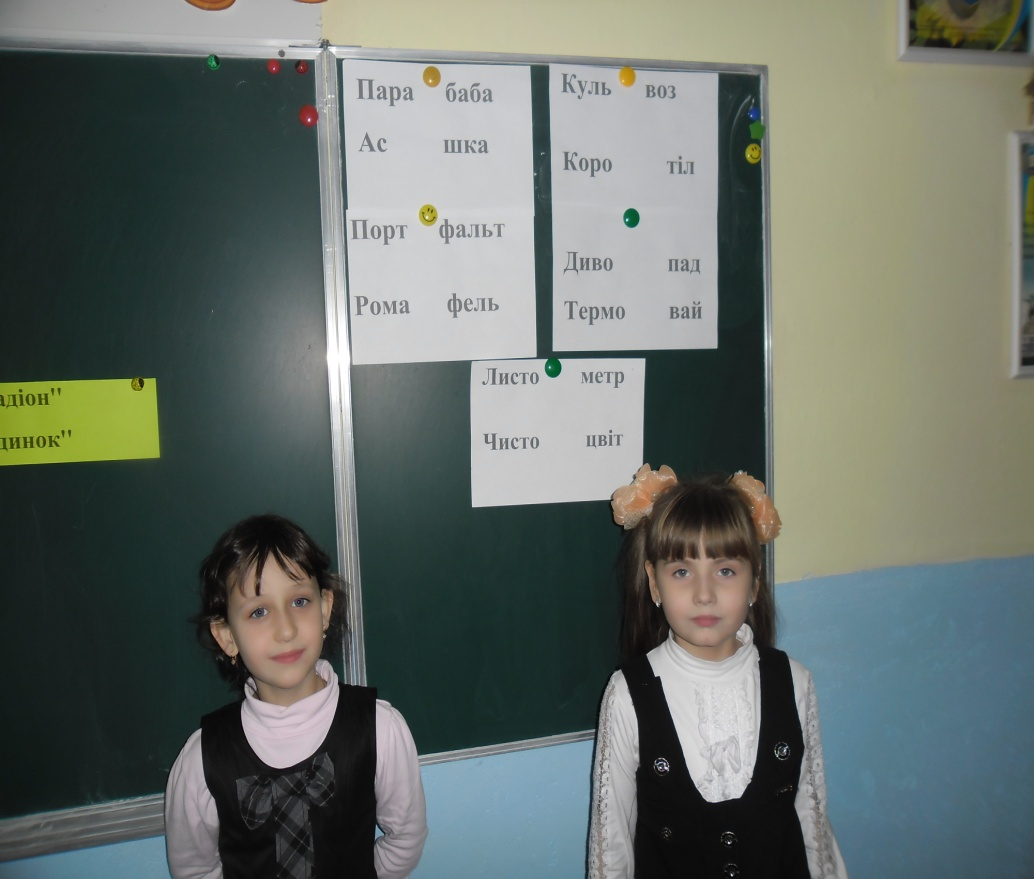 адіон"
динок"
Пара баба
Ас шка
Порт фальт
Рома фель
Куль воз
Коро тіл
Диво пад
Термо вай
Листо метр
Чисто цвіт